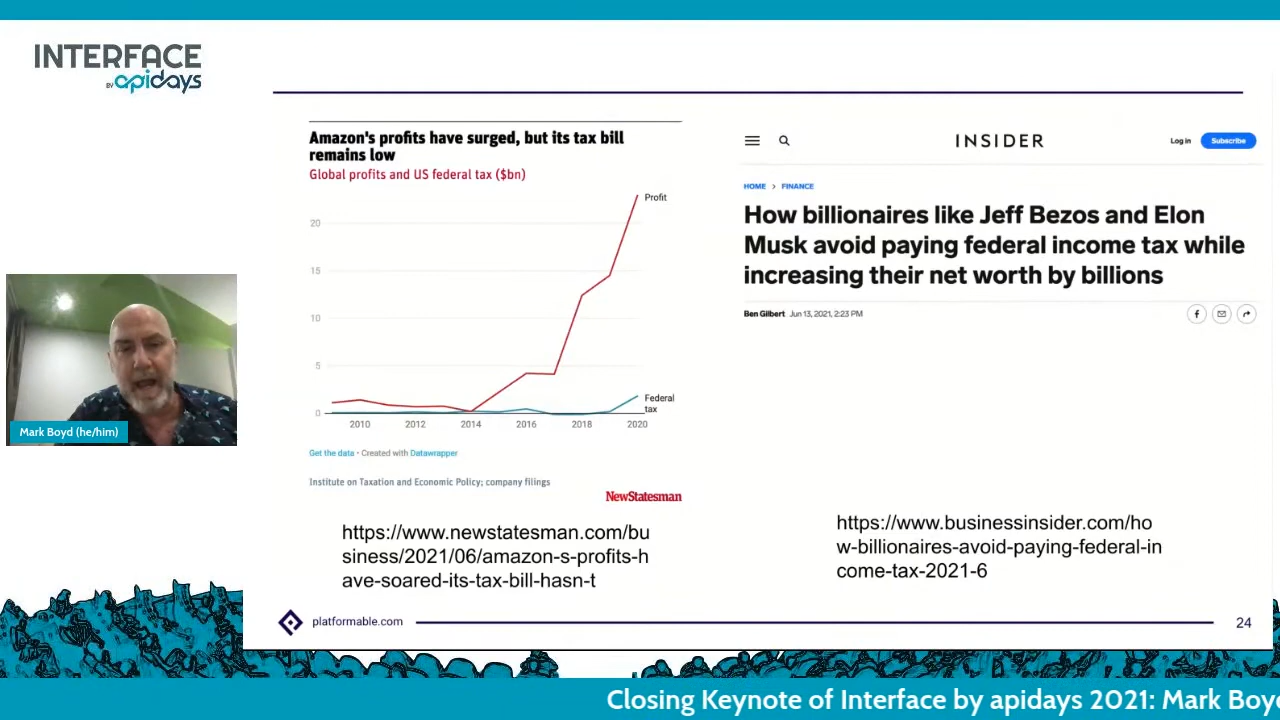 INTERFACE
BY apidays
Amazon's profits have surged, but its tax bill
remains low
Global profits and US federal tax ($bn)
Profit
20
15
10
5
0
Federal
tax
2010
2012
2014
2016
2018
2020
Get the data • Created with Datawrapper
Institute on Taxation and Economic Policy; company filings
NewStatesman
https://www.newstatesman.com/bu
siness/2021/06/amazon-s-profits-h
ave-soared-its-tax-bill-hasn-t
INSIDER
Log in
Subscribe
HOME > FINANCE
How billionaires like Jeff Bezos and Elon
Musk avoid paying federal income tax while
increasing their net worth by billions
Ben Gilbert Jun 13, 2021, 2:23 PM
https://www.businessinsider.com/ho
w-billionaires-avoid-paying-federal-in
come-tax-2021-6
Mark Boyd (he/him)
platformable.com
24
Closing Keynote of Interface by apidays 2021: Mark Boyd